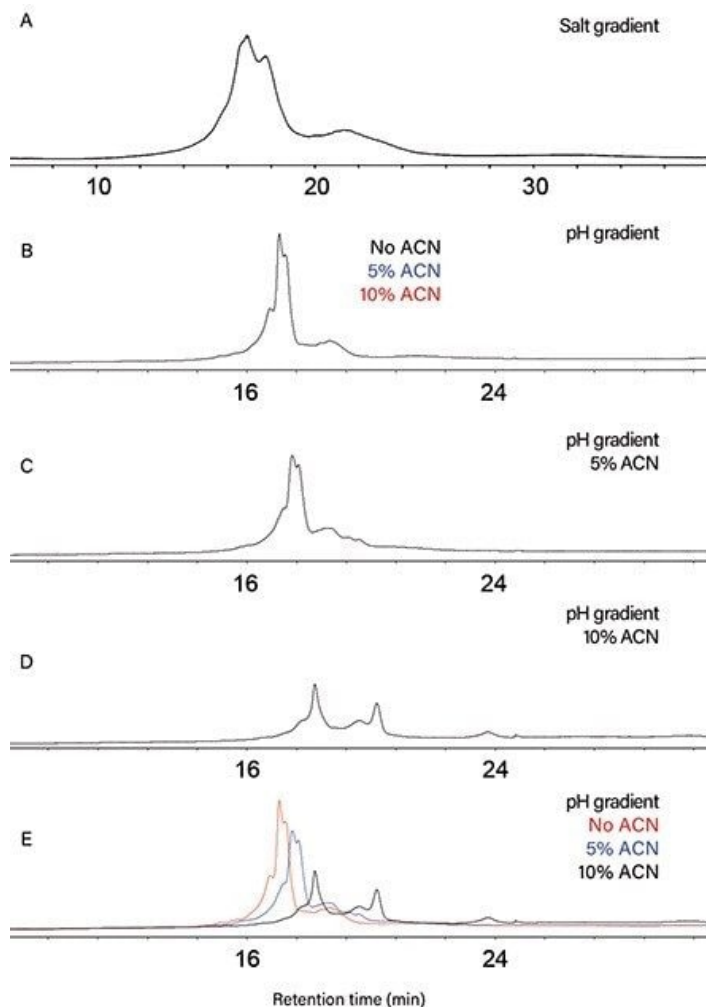 A
Salt gradient
10 20 30
B
pH gradient
No ACN
5% ACN
10% ACN
16 24
C
pH gradient
5% ACN
16 24
D
pH gradient
10% ACN
16 24
E
pH gradient
No ACN
5% ACN
10% ACN
16 24
Retention time (min)